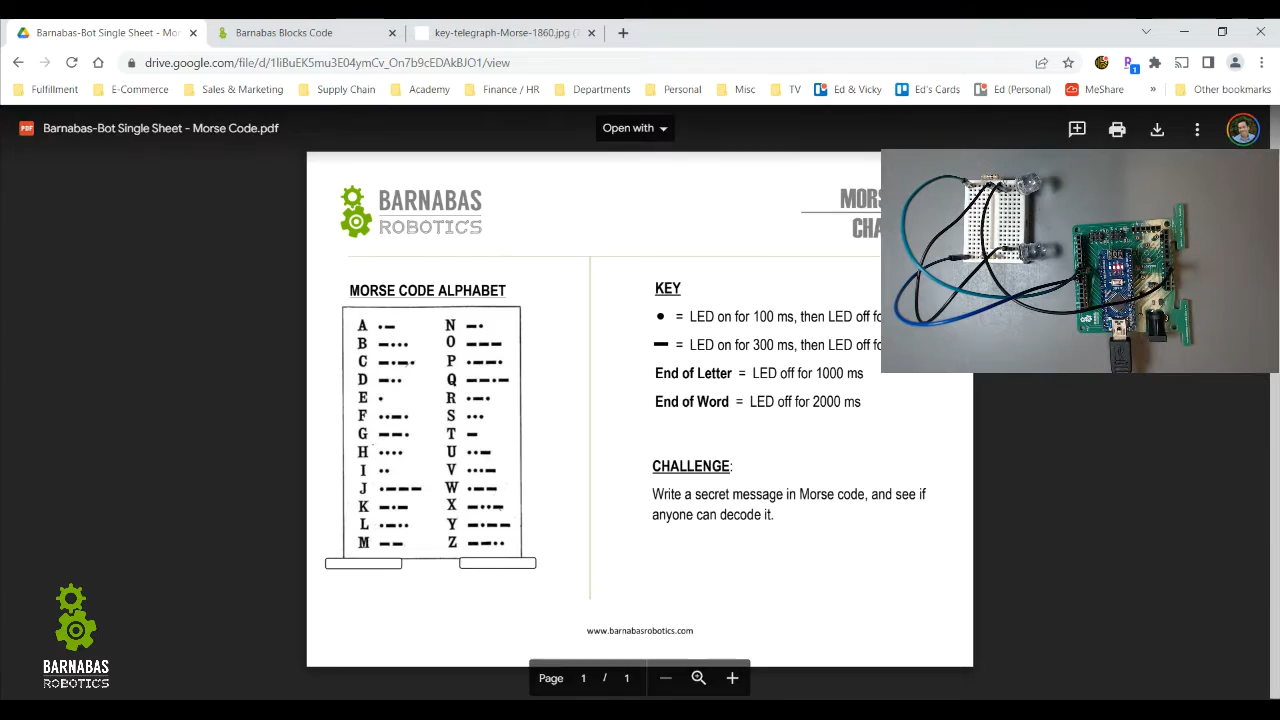 Barnabas-Bot Single Sheet - Mo
Barnabas Blocks Code
key-telegraph-Morse-1860.jpg (7
drive.google.com/file/d/1liBuEK5mu3E04ymCv_On7b9cEDAkBJO1/view
Fulfillment E-Commerce Sales & Marketing Supply Chain Academy Finance / HR Departments Personal Misc TV Ed & Vicky Ed's Cards Ed (Personal) MeShare » Other bookmarks
PDF Barnabas-Bot Single Sheet - Morse Code.pdf
Open with
BARNABAS
ROBOTICS
MORS
CHA
MORSE CODE ALPHABET
A •– N –•
B –••• O –––
C –•–• P •––•
D –•• Q ––•–
E • R •–•
F ••–• S •••
G ––• T –
H •••• U ••–
I •• V •••–
J •––– W •––
K –•– X –••–
L •–•• Y –•––
M –– Z ––••
KEY
• = LED on for 100 ms, then LED off fo
– = LED on for 300 ms, then LED off fo
End of Letter = LED off for 1000 ms
End of Word = LED off for 2000 ms
CHALLENGE:
Write a secret message in Morse code, and see if
anyone can decode it.
www.barnabasrobotics.com
BARNABAS
ROBOTICS
Page 1 / 1